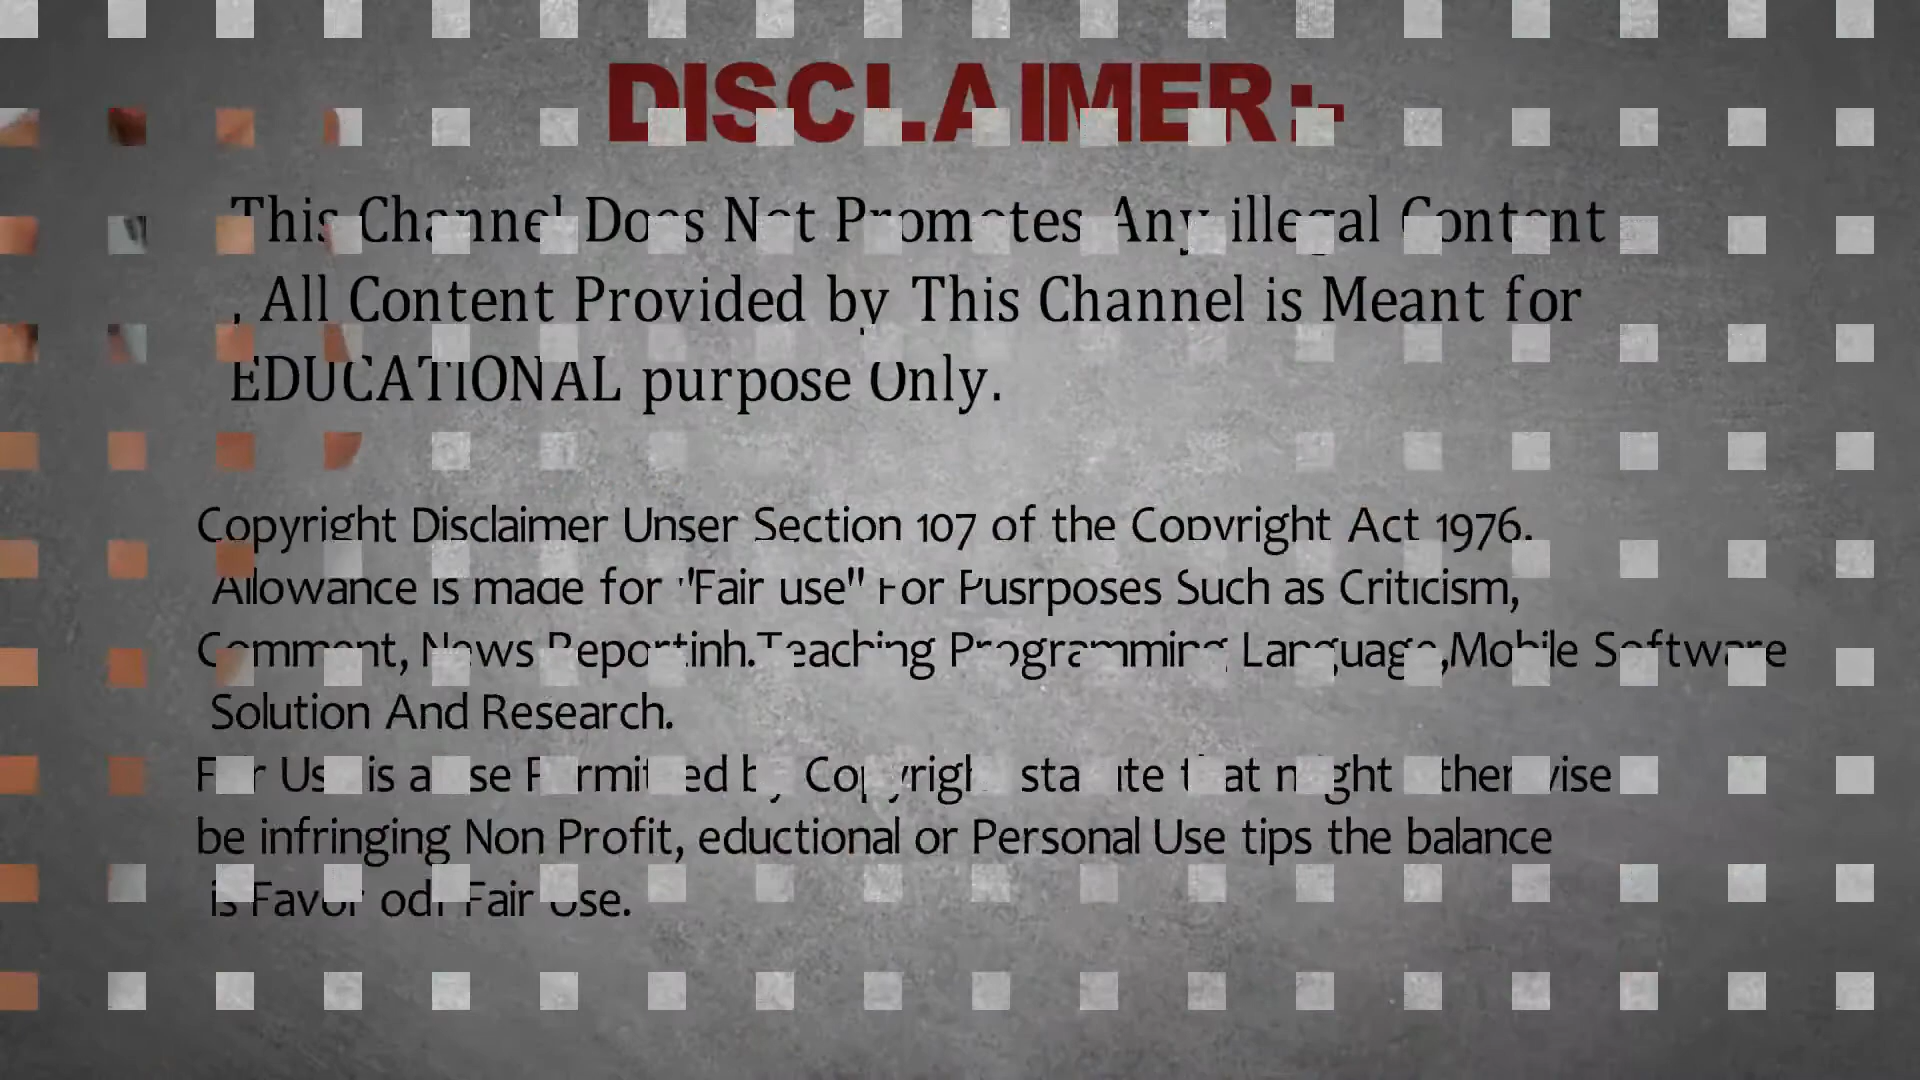 DISCLAIMER:-
This Channel Does Not Promotes Any illegal Content
, All Content Provided by This Channel is Meant for
EDUCATIONAL purpose Only.
Copyright Disclaimer Unser Section 107 of the Copyright Act 1976.
Allowance is made for "Fair use" For Pusrposes Such as Criticism,
Comment, News Reportinh.Teaching Programming Language,Mobile Software
Solution And Research.
Use is a Permitted by Copyright statute that might otherwise
be infringing Non Profit, eductional or Personal Use tips the balance
is Favor Fair Use.